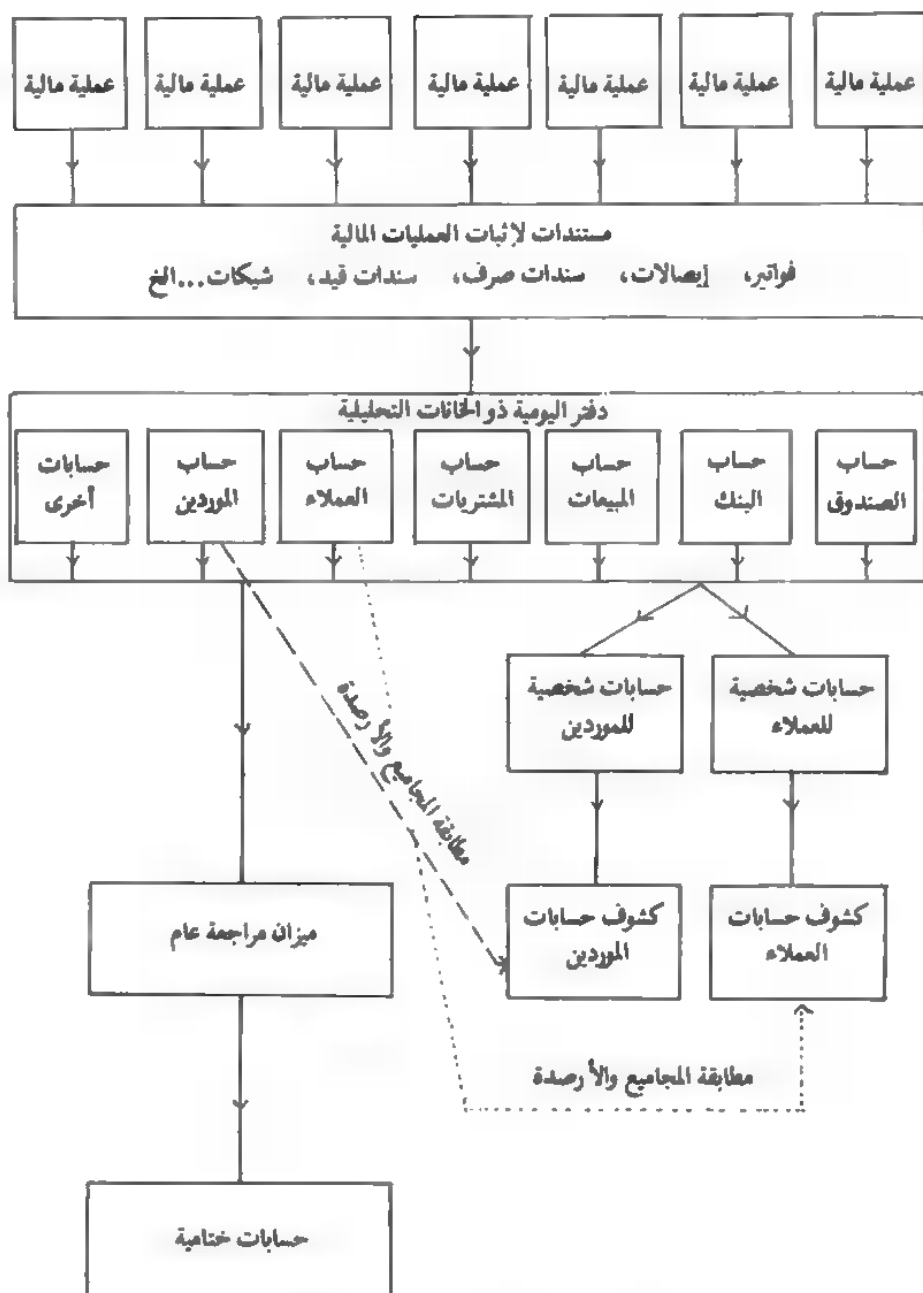 عملية مالية
عملية مالية
عملية مالية
عملية مالية
عملية مالية
عملية مالية
عملية مالية
مستندات لإثبات العمليات المالية
فواتير، إيصالات، سندات صرف، سندات قيد، شيكات...الخ
دفتر اليومية ذو الخانات التحليلية
حساب
الصندوق
حساب
البنك
حساب
المبيعات
حساب
المشتريات
حساب
العملاء
حساب
الموردين
حسابات
أخرى
حسابات شخصية
للعملاء
حسابات شخصية
للموردين
مطابقة المجاميع والأرصدة
كشوف حسابات
العملاء
كشوف حسابات
الموردين
ميزان مراجعة عام
مطابقة المجاميع والأرصدة
حسابات ختامية